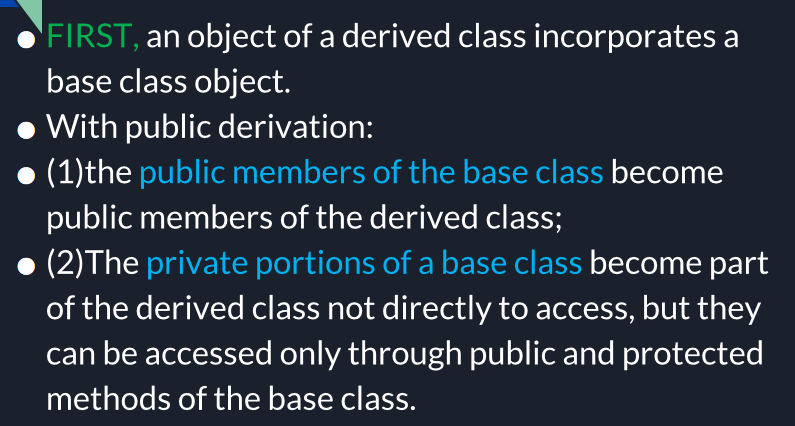 ● FIRST, an object of a derived class incorporates a
base class object.
● With public derivation:
● (1)the public members of the base class become
public members of the derived class;
● (2)The private portions of a base class become part
of the derived class not directly to access, but they
can be accessed only through public and protected
methods of the base class.